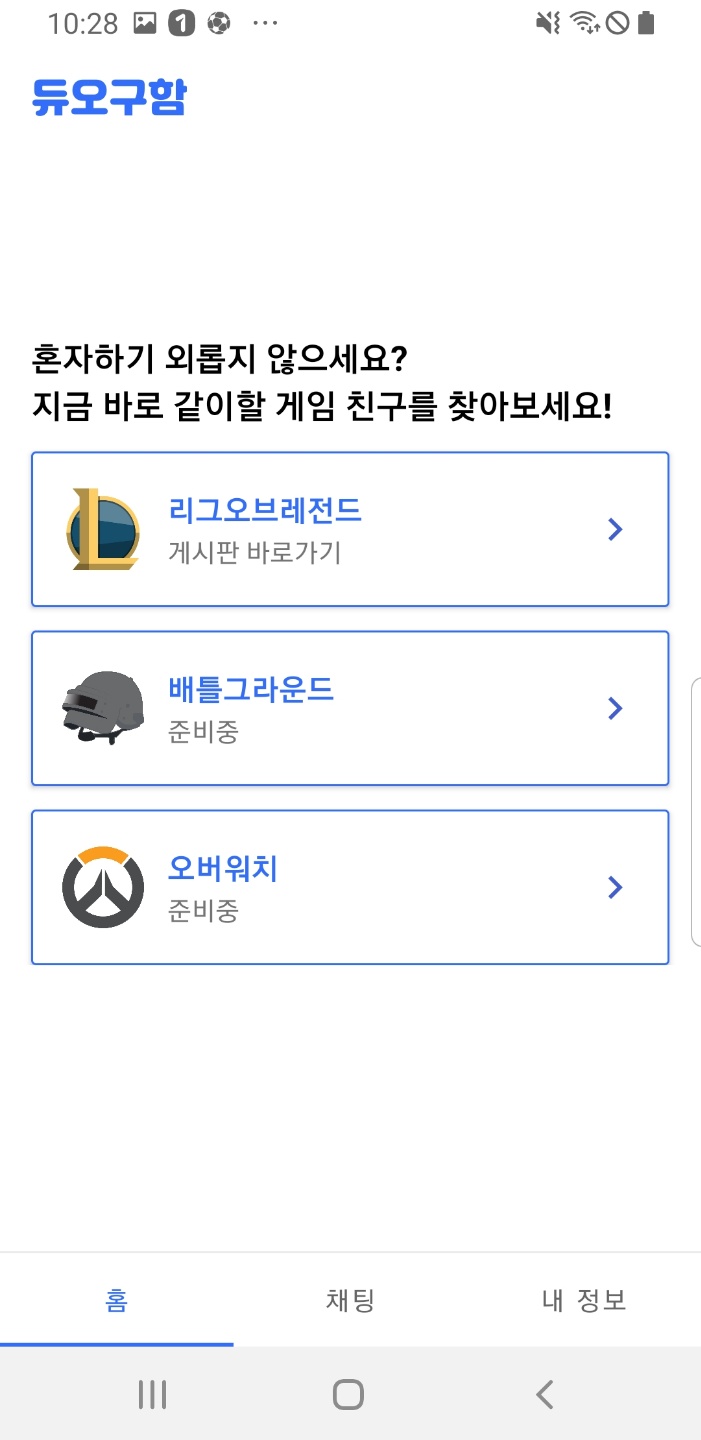 10:28
듀오구함
혼자하기 외롭지 않으세요?
지금 바로 같이할 게임 친구를 찾아보세요!
리그오브레전드
게시판 바로가기
배틀그라운드
준비중
오버워치
준비중
홈 채팅 내 정보